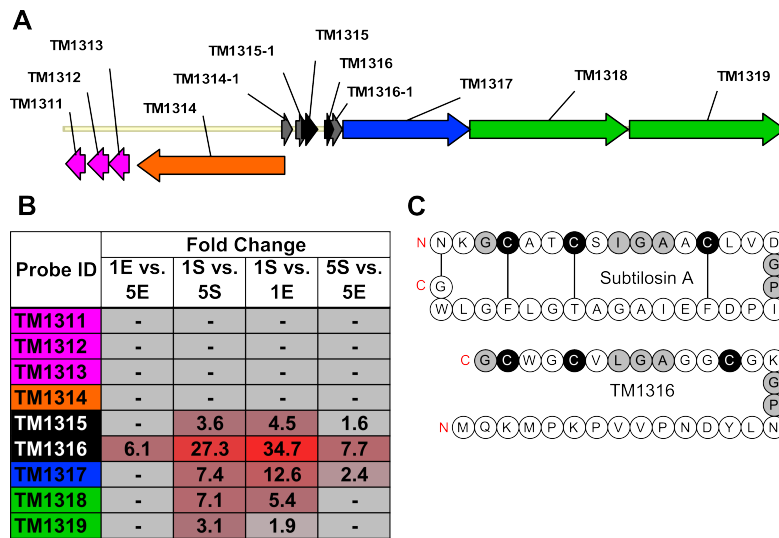 A
TM1313
TM1315
TM1315-1
TM1312
TM1316
TM1314-1
TM1316-1
TM1317
TM1318
TM1319
TM1311
TM1314
B
Probe ID
Fold Change
1E vs. 5E
1S vs. 5S
1S vs. 1E
5S vs. 5E
TM1311 - - - -
TM1312 - - - -
TM1313 - - - -
TM1314 - - - -
TM1315 - 3.6 4.5 1.6
TM1316 6.1 27.3 34.7 7.7
TM1317 - 7.4 12.6 2.4
TM1318 - 7.1 5.4 -
TM1319 - 3.1 1.9 -
C
N N K G C A T C S I G A A C L V D
G
Subtilosin A
C G P
W L G F L G T A G A I E F D P I
C G C W G C V L G A G G C G K
G
TM1316
P
N M Q K M P K P V V P N D Y L N